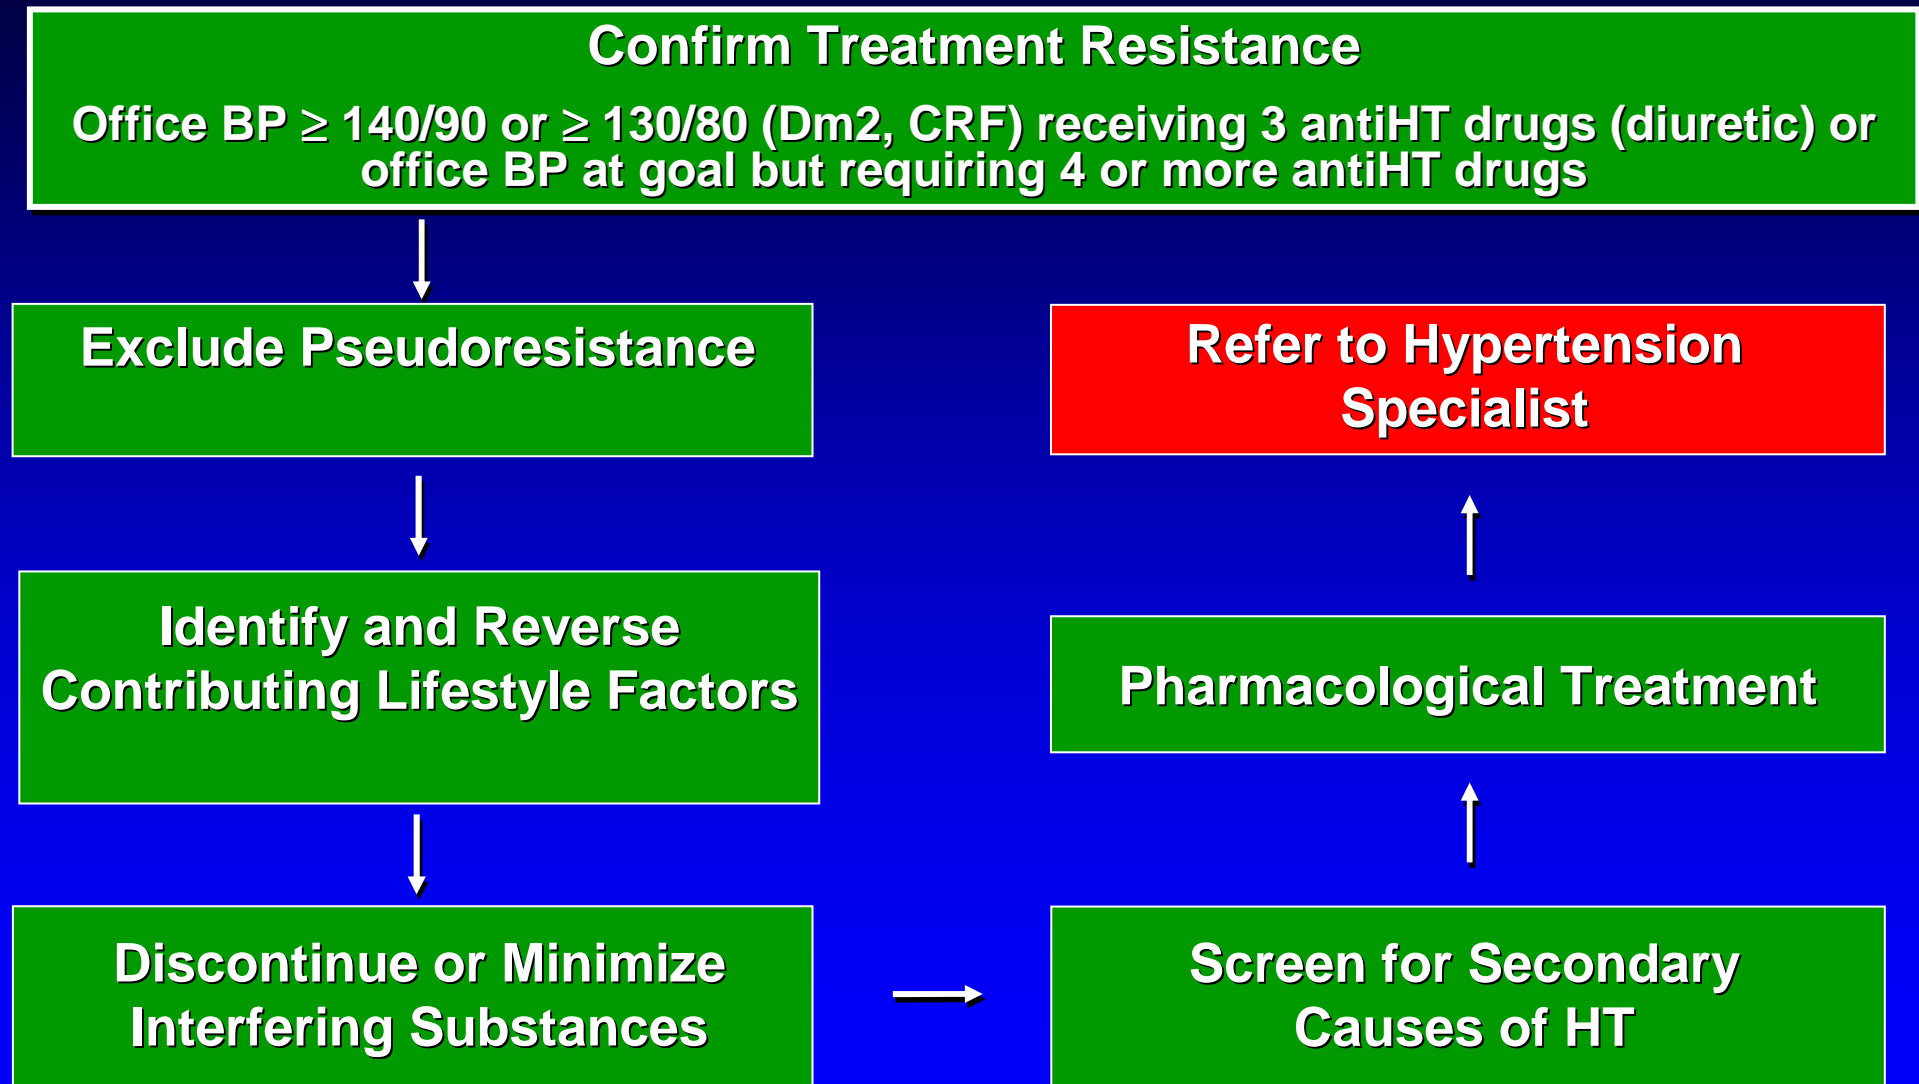 Confirm Treatment Resistance
Office BP ≥ 140/90 or ≥ 130/80 (Dm2, CRF) receiving 3 antiHT drugs (diuretic) or
office BP at goal but requiring 4 or more antiHT drugs
Exclude Pseudoresistance
Identify and Reverse
Contributing Lifestyle Factors
Discontinue or Minimize
Interfering Substances
Screen for Secondary
Causes of HT
Pharmacological Treatment
Refer to Hypertension
Specialist